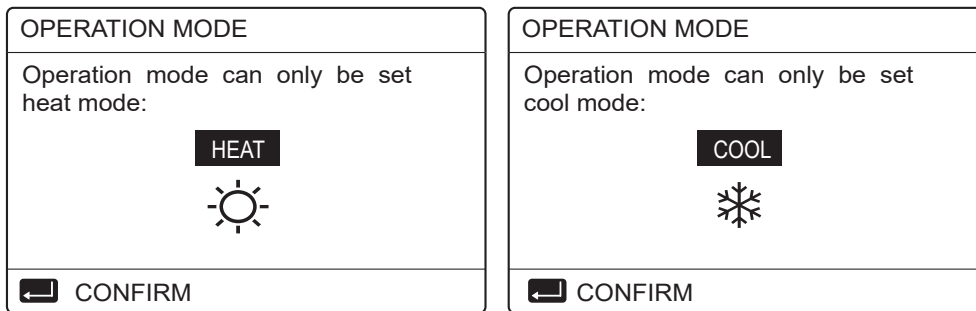 OPERATION MODE
Operation mode can only be set
heat mode:
HEAT
CONFIRM
OPERATION MODE
Operation mode can only be set
cool mode:
COOL
CONFIRM